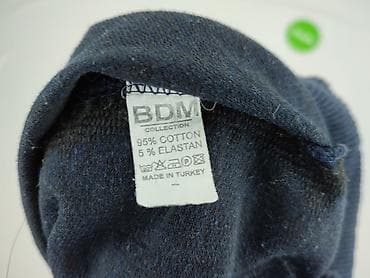 BDM
COLLECTION
95% COTTON
5 % ELASTAN
MADE IN TURKEY